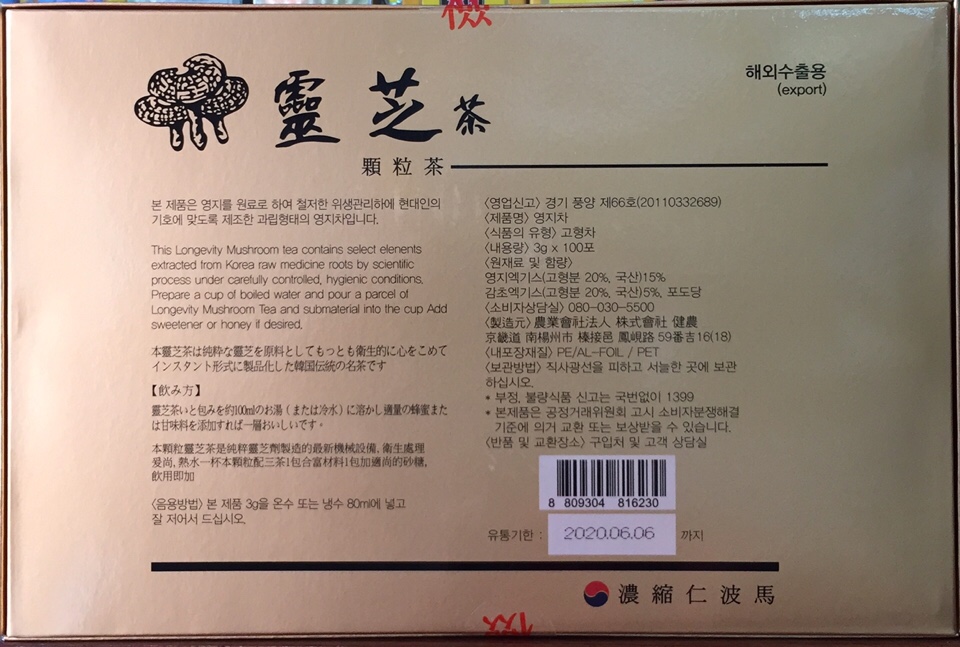 靈芝茶
顆粒茶
해외수출용
(export)
본 제품은 영지를 원료로 하여 철저한 위생관리하에 현대인의
기호에 맞도록 제조한 과립형태의 영지차입니다.
This Longevity Mushroom tea contains select elenents
extracted from Korea raw medicine roots by scientific
process under carefully controlled, hygienic conditions.
Prepare a cup of boiled water and pour a parcel of
Longevity Mushroom Tea and submaterial into the cup Add
sweetener or honey if desired.
本靈芝茶は純粋な靈芝を原料としてもっとも衛生的に心をこめて
インスタント形式に製品化した韓国伝統の名茶です
【飲み方】
靈芝茶いと包みを約100mlのお湯(または冷水)に溶かし適量の蜂蜜また
は甘味料を添加すれば一層おいしいです。
本顆粒靈芝茶是純粹靈芝劑製造的最新機械設備, 衛生處理
爱尚, 熱水一杯本顆粒配三茶1包合富材料1包加適尚的砂糖,
飲用即加
〈음용방법〉 본 제품 3g을 온수 또는 냉수 80ml에 넣고
잘 저어서 드십시오.
〈영업신고〉 경기 풍양 제66호(20110332689)
〈제품명〉 영지차
〈식품의 유형〉 고형차
〈내용량〉 3g x 100포
〈원재료 및 함량〉
영지엑기스(고형분 20%, 국산)15%
감초엑기스(고형분 20%, 국산)5%, 포도당
〈소비자상담실〉 080-030-5500
〈製造元〉 農業會社法人 株式會社 健農
京畿道 南楊州市 榛接邑 鳳峴路 59番吉16(18)
〈내포장재질〉 PE/AL-FOIL / PET
〈보관방법〉 직사광선을 피하고 서늘한 곳에 보관
하십시오.
* 부정, 불량식품 신고는 국번없이 1399
* 본제품은 공정거래위원회 고시 소비자분쟁해결
기준에 의거 교환 또는 보상받을 수 있습니다.
〈반품 및 교환장소〉 구입처 및 고객 상담실
8 809304 816230
유통기한 : 2020.06.06 까지
濃縮仁波馬